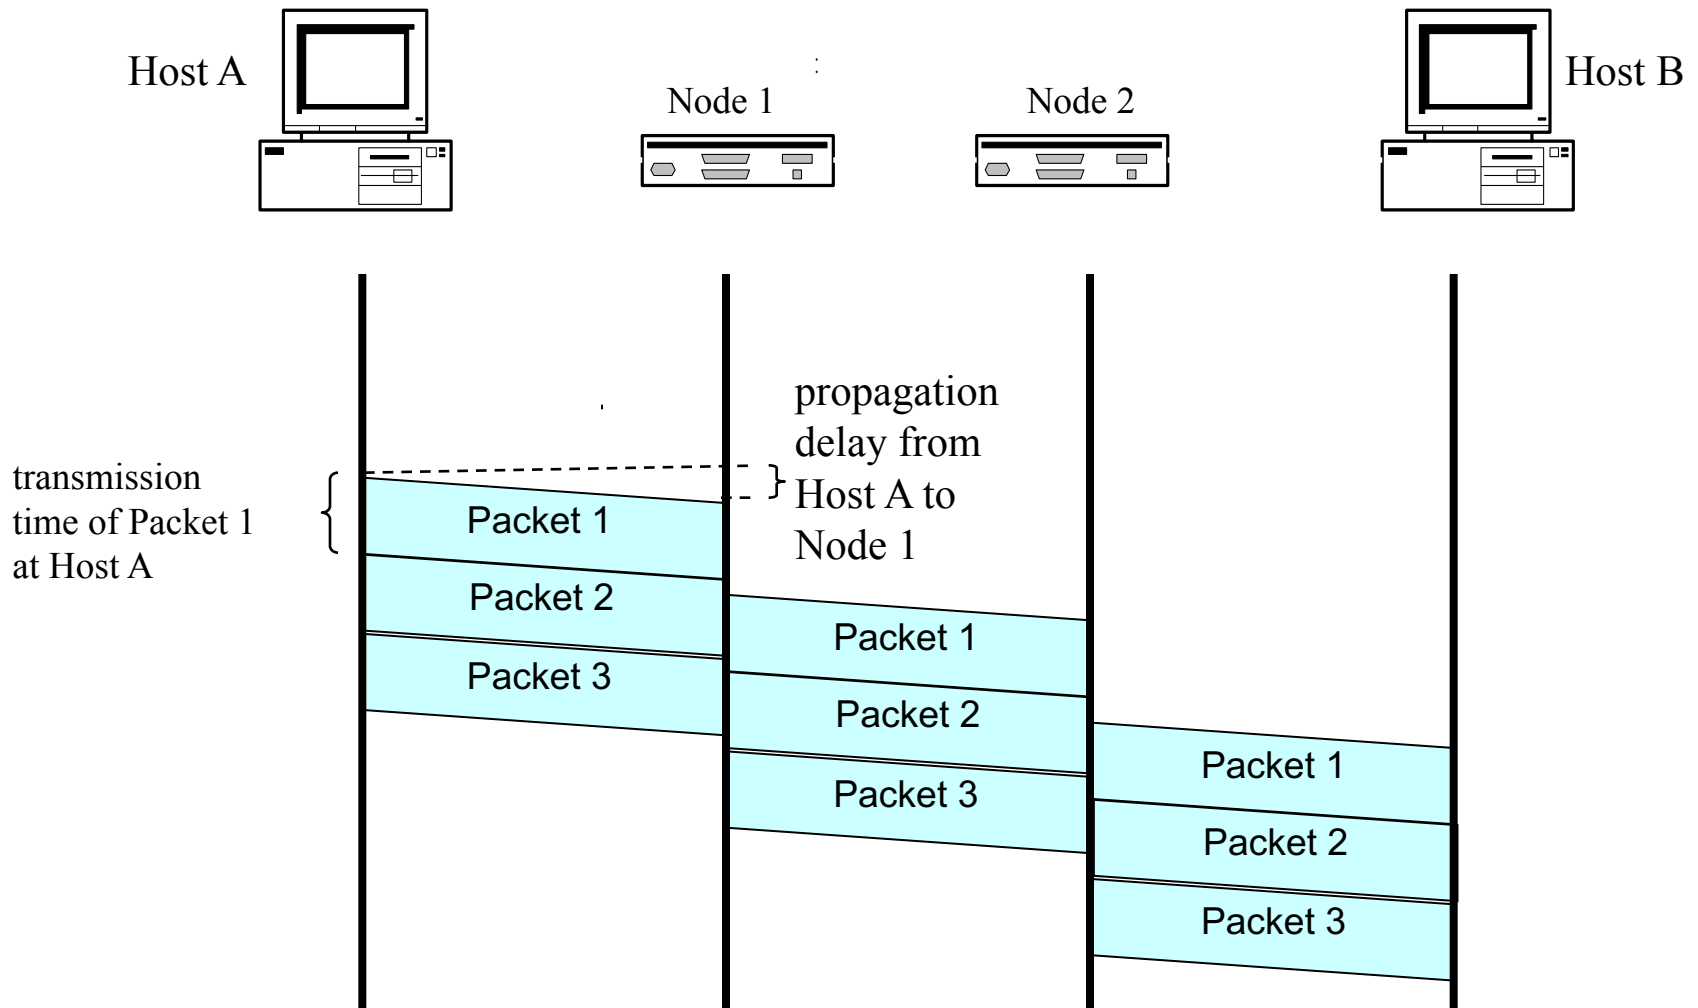 Host A
Node 1
Node 2
Host B
propagation
delay from
Host A to
Node 1
transmission
time of Packet 1
at Host A
Packet 1
Packet 2
Packet 3
Packet 1
Packet 2
Packet 3
Packet 1
Packet 2
Packet 3